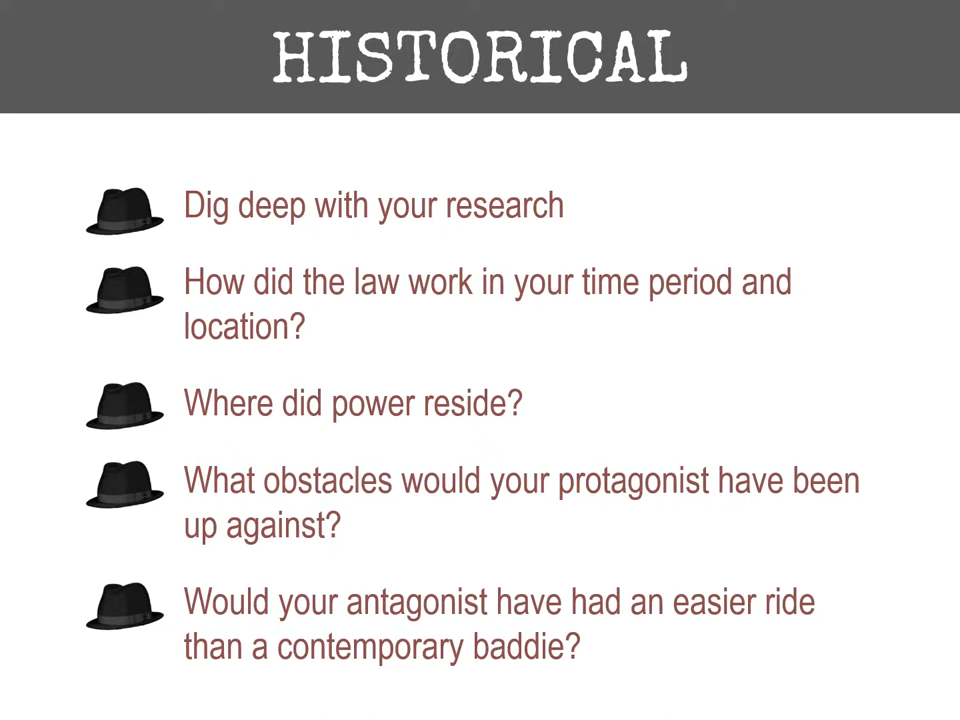 HISTORICAL
Dig deep with your research
How did the law work in your time period and
location?
Where did power reside?
What obstacles would your protagonist have been
up against?
Would your antagonist have had an easier ride
than a contemporary baddie?